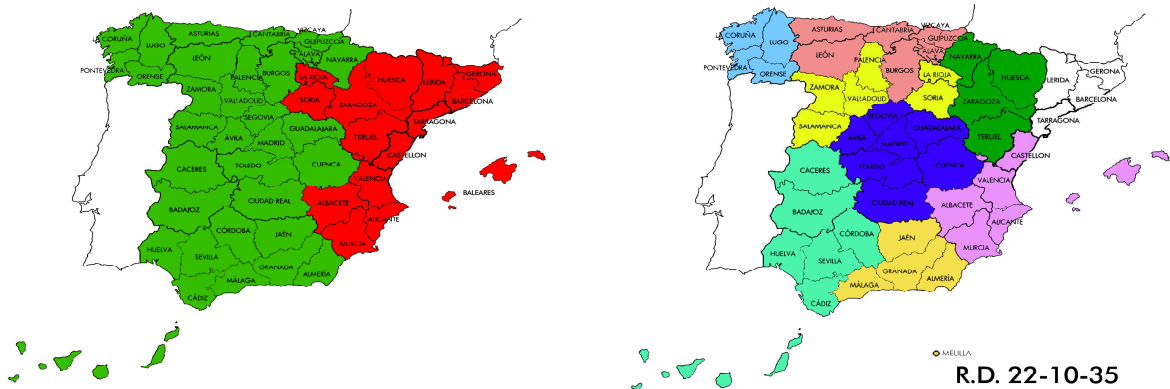 LA CORUÑA
LUGO
ASTURIAS
CANTABRIA
VIZCAYA
GUIPUZCOA
ALAVA
NAVARRA
PONTEVEDRA
ORENSE
LEÓN
PALENCIA
BURGOS
LA RIOJA
HUESCA
LERIDA
GERONA
ZAMORA
VALLADOLID
SORIA
ZARAGOZA
BARCELONA
TARRAGONA
SALAMANCA
SEGOVIA
ÁVILA
MADRID
GUADALAJARA
TERUEL
CASTELLON
CACERES
TOLEDO
CUENCA
VALENCIA
BALEARES
BADAJOZ
CIUDAD REAL
ALBACETE
ALICANTE
MURCIA
HUELVA
SEVILLA
CÓRDOBA
JAÉN
GRANADA
ALMERÍA
MÁLAGA
CÁDIZ
LA CORUÑA
LUGO
ASTURIAS
CANTABRIA
VIZCAYA
GUIPUZCOA
ALAVA
NAVARRA
PONTEVEDRA
ORENSE
LEÓN
PALENCIA
BURGOS
LA RIOJA
HUESCA
LERIDA
GERONA
ZAMORA
VALLADOLID
SORIA
ZARAGOZA
BARCELONA
TARRAGONA
SALAMANCA
SEGOVIA
ÁVILA
MADRID
GUADALAJARA
TERUEL
CASTELLON
CACERES
TOLEDO
CUENCA
VALENCIA
BADAJOZ
CIUDAD REAL
ALBACETE
ALICANTE
MURCIA
HUELVA
SEVILLA
CÓRDOBA
JAÉN
GRANADA
ALMERÍA
MÁLAGA
CÁDIZ
MELILLA
R.D. 22-10-35